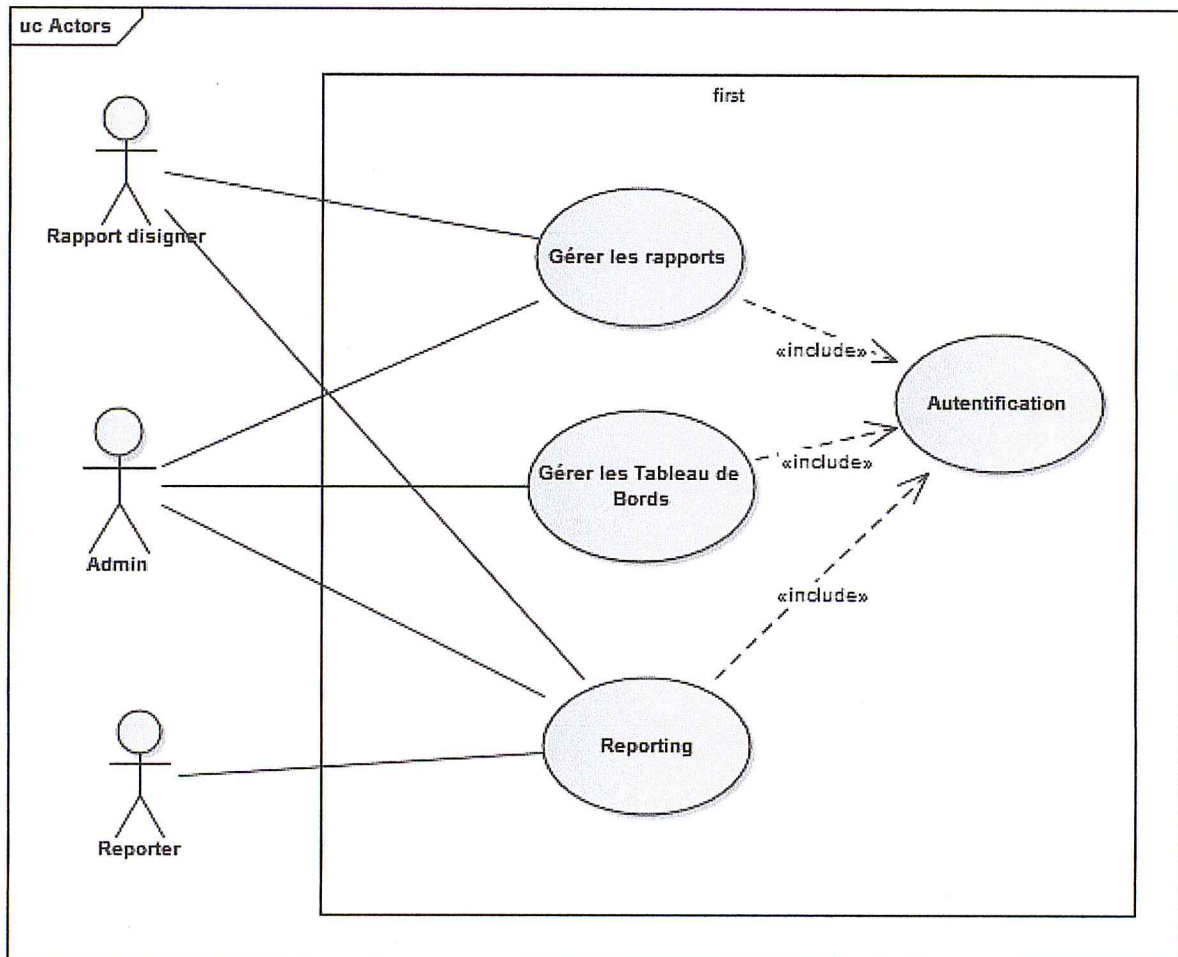 uc Actors
first
Rapport disigner
Gérer les rapports
«include»
Autentification
Gérer les Tableau de
Bords
«include»
Admin
«include»
Reporting
Reporter